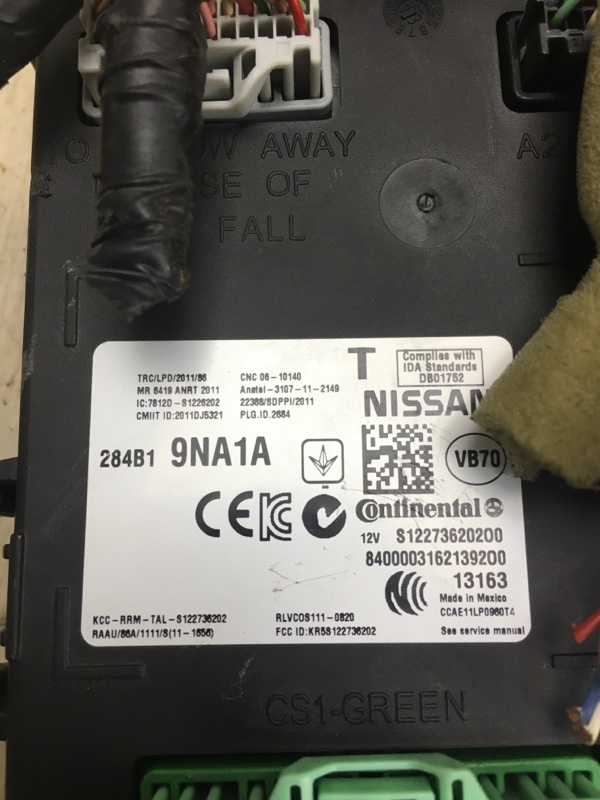 TO OW AWAY
SE OF
FALL
A2
TRC/LPD/2011/86
MR 6419 ANRT 2011
IC:7812D-S1226202
CMIIT ID:2011DJ5321
CNC 06-10140
Anatel-3107-11-2149
22388/SDPPI/2011
PLG.ID.2684
T
Complies with
IDA Standards
DB01752
NISSAN
284B1 9NA1A
VB70
CE KC
Continental
12V S12273620200
8400003162139200
13163
Made in Mexico
CCAE11LP0960T4
KCC-RRM-TAL-S122736202
RAAU/86A/1111/S(11-1656)
RLVCOS111-0820
FCC ID:KR5S122736202
See service manual
CS1-GREEN